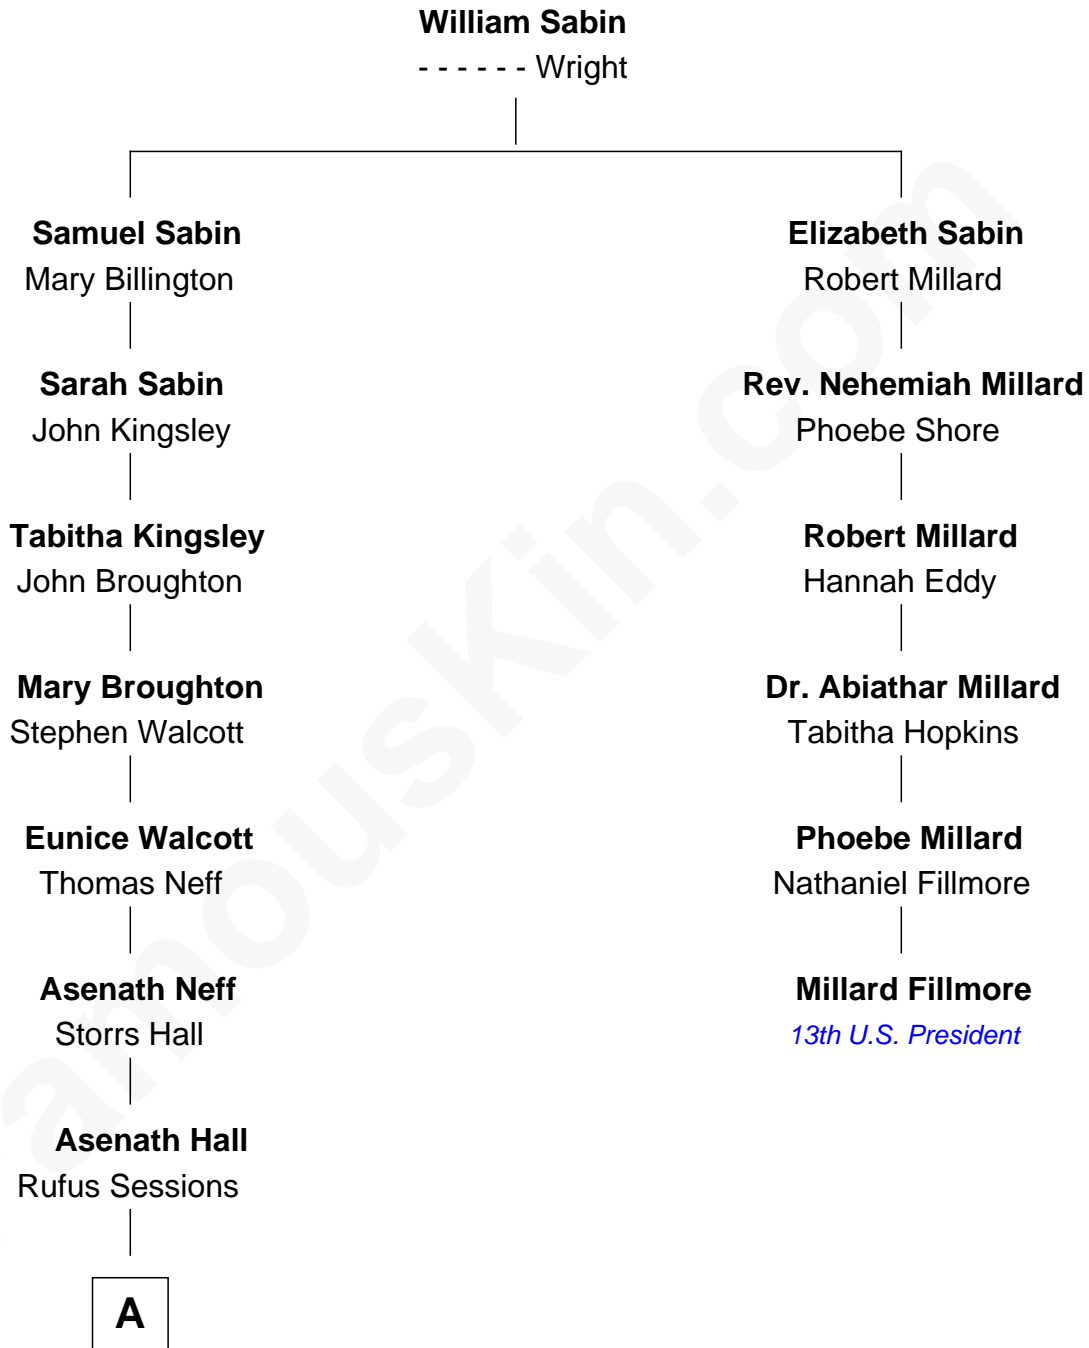 William Sabin
- - - - - - Wright
Samuel Sabin
Mary Billington
Elizabeth Sabin
Robert Millard
Sarah Sabin
John Kingsley
Rev. Nehemiah Millard
Phoebe Shore
Tabitha Kingsley
John Broughton
Robert Millard
Hannah Eddy
Mary Broughton
Stephen Walcott
Dr. Abiathar Millard
Tabitha Hopkins
Eunice Walcott
Thomas Neff
Phoebe Millard
Nathaniel Fillmore
Asenath Neff
Storrs Hall
Millard Fillmore
13th U.S. President
Asenath Hall
Rufus Sessions
A
amouskin.com